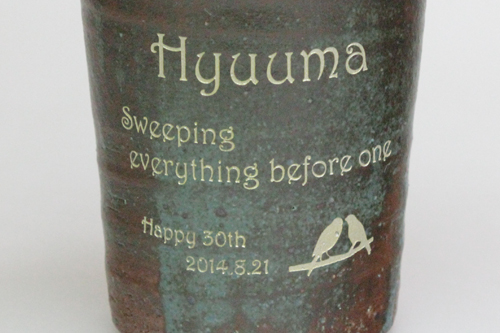 Hyuuma
Sweeping
everything before one
Happy 30th
2014.8.21